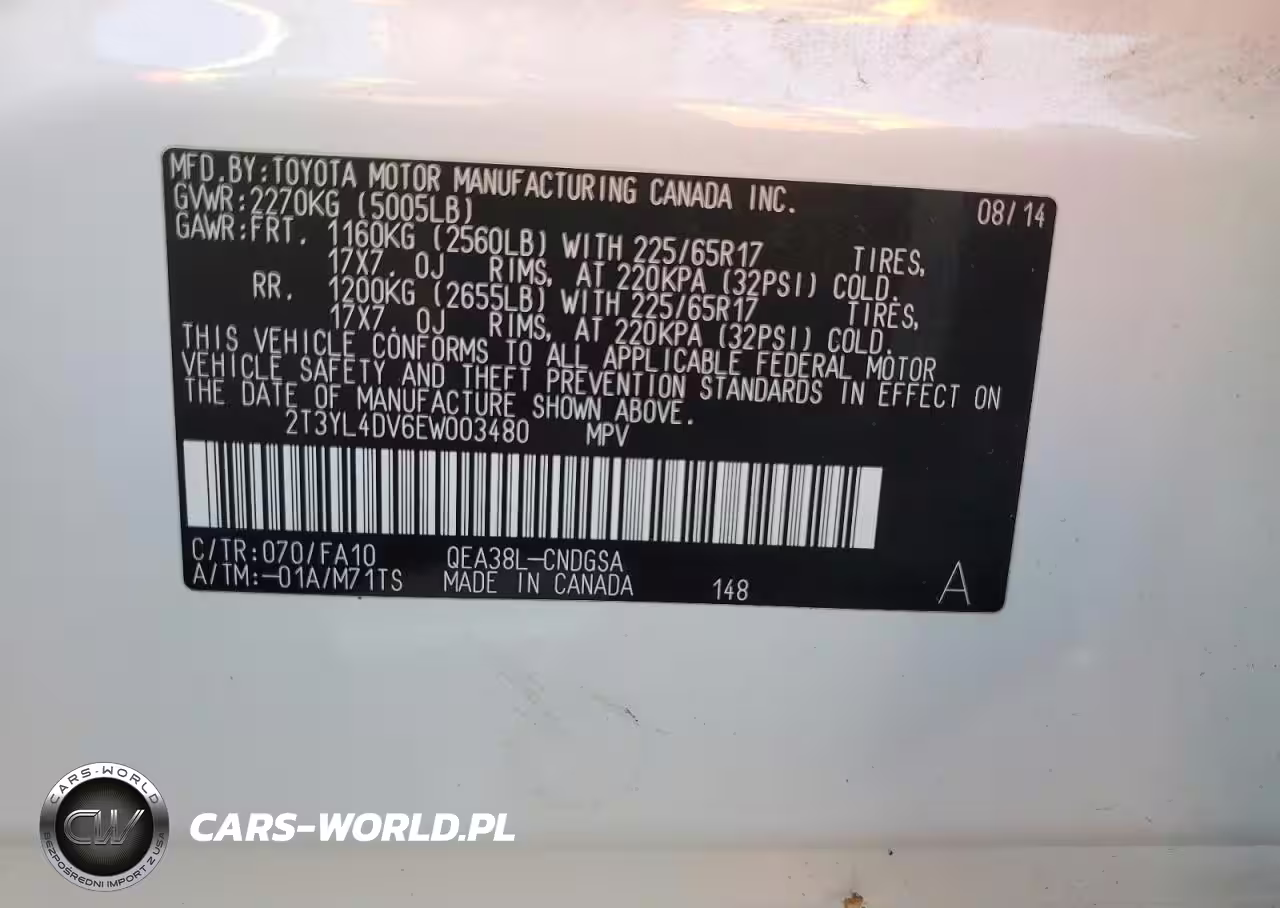 MFD.BY:TOYOTA MOTOR MANUFACTURING CANADA INC. 08/14
GVWR:2270KG (5005LB)
GAWR:FRT. 1160KG (2560LB) WITH 225/65R17 TIRES,
17X7.0J RIMS, AT 220KPA (32PSI) COLD.
RR. 1200KG (2655LB) WITH 225/65R17 TIRES,
17X7.0J RIMS, AT 220KPA (32PSI) COLD.
THIS VEHICLE CONFORMS TO ALL APPLICABLE FEDERAL MOTOR
VEHICLE SAFETY AND THEFT PREVENTION STANDARDS IN EFFECT ON
THE DATE OF MANUFACTURE SHOWN ABOVE.
2T3YL4DV6EW003480 MPV
C/TR:070/FA10 QEA38L-CNDGSA
A/TM:-01A/M71TS MADE IN CANADA 148 A
CARS-WORLD
CW
BEZPOŚREDNI IMPORT Z USA
CARS-WORLD.PL